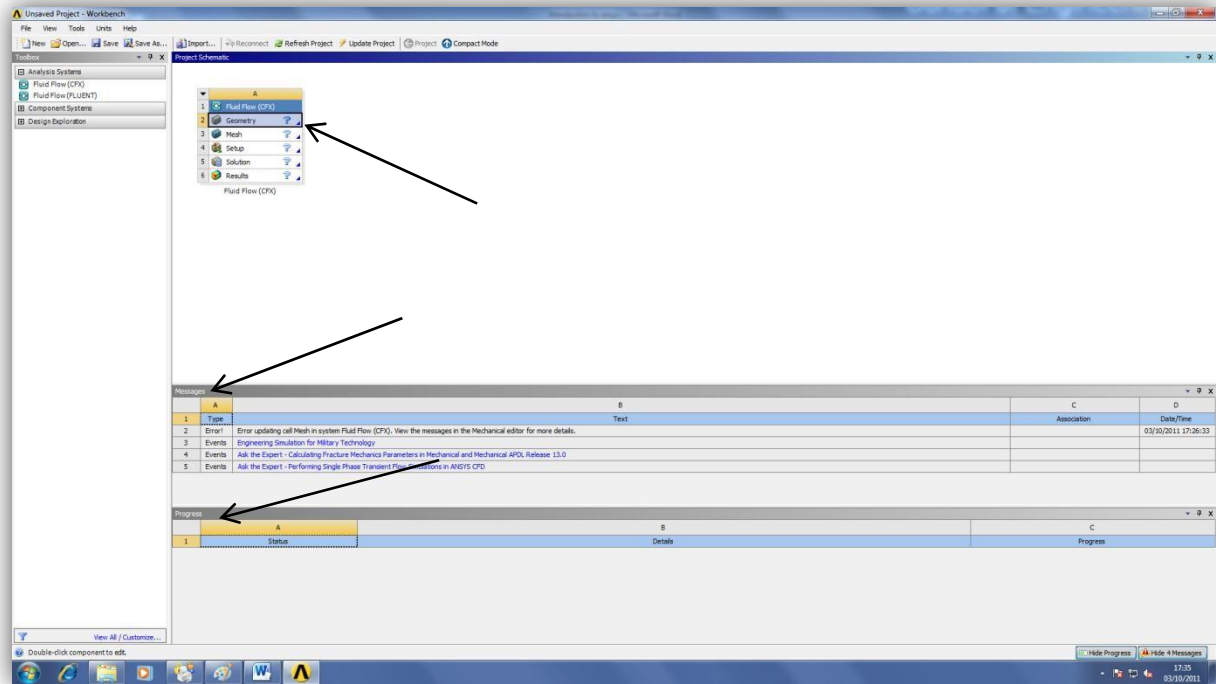 Unsaved Project - Workbench
File View Tools Units Help
New Open... Save Save As... Import... Reconnect Refresh Project Update Project Project Compact Mode
Toolbox
Project Schematic
Analysis Systems
Fluid Flow (CFX)
Fluid Flow (FLUENT)
Component Systems
Design Exploration
A
1 Fluid Flow (CFX)
2 Geometry ?
3 Mesh ?
4 Setup ?
5 Solution ?
6 Results ?
Fluid Flow (CFX)
Messages
A B C D
1 Type Text Association Date/Time
2 Error! Error updating cell Mesh in system Fluid Flow (CFX). View the messages in the Mechanical editor for more details. 03/10/2011 17:26:33
3 Events Engineering Simulation for Military Technology
4 Events Ask the Expert - Calculating Fracture Mechanics Parameters in Mechanical and Mechanical APDL Release 13.0
5 Events Ask the Expert - Performing Single Phase Transient Flow Simulations in ANSYS CFD
Progress
A B C
1 Status Details Progress
View All / Customize...
Double-click component to edit.
Hide Progress Hide 4 Messages
17:35
03/10/2011